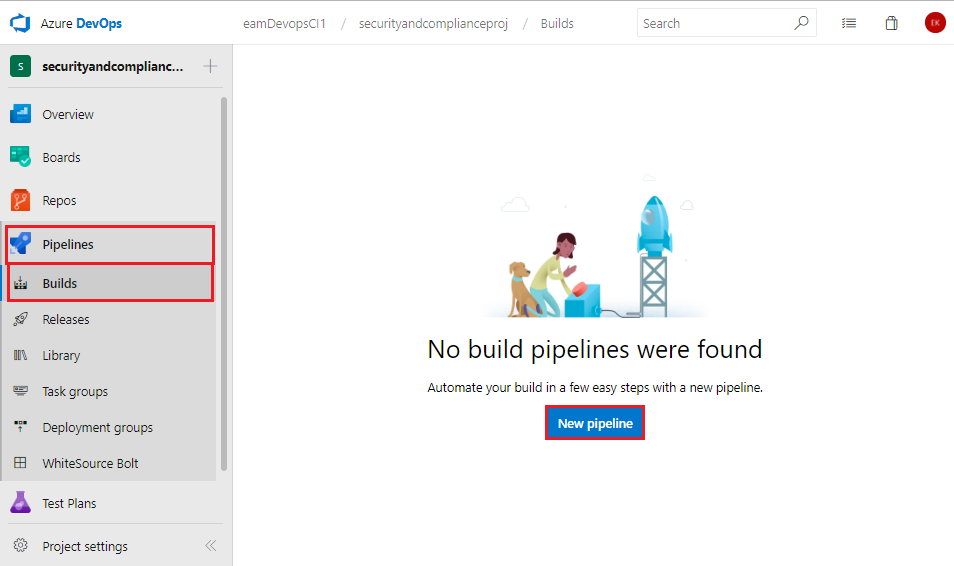 Azure DevOps
eamDevopsCI1 / securityandcomplianceproj / Builds
Search
EK
S
securityandcomplianc...
Overview
Boards
Repos
Pipelines
Builds
Releases
Library
Task groups
Deployment groups
WhiteSource Bolt
Test Plans
Project settings
No build pipelines were found
Automate your build in a few easy steps with a new pipeline.
New pipeline